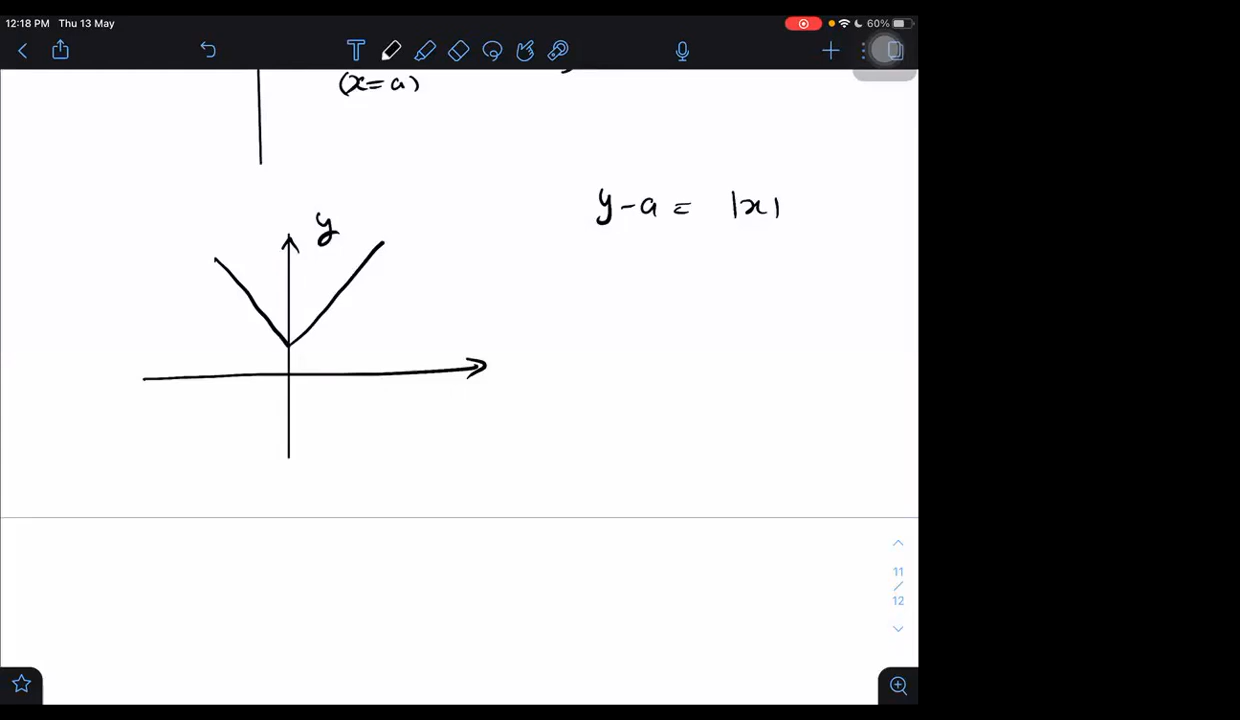 12:18 PM Thu 13 May
60%
T
(x=a)
y-a = |x|
y
11
/
12